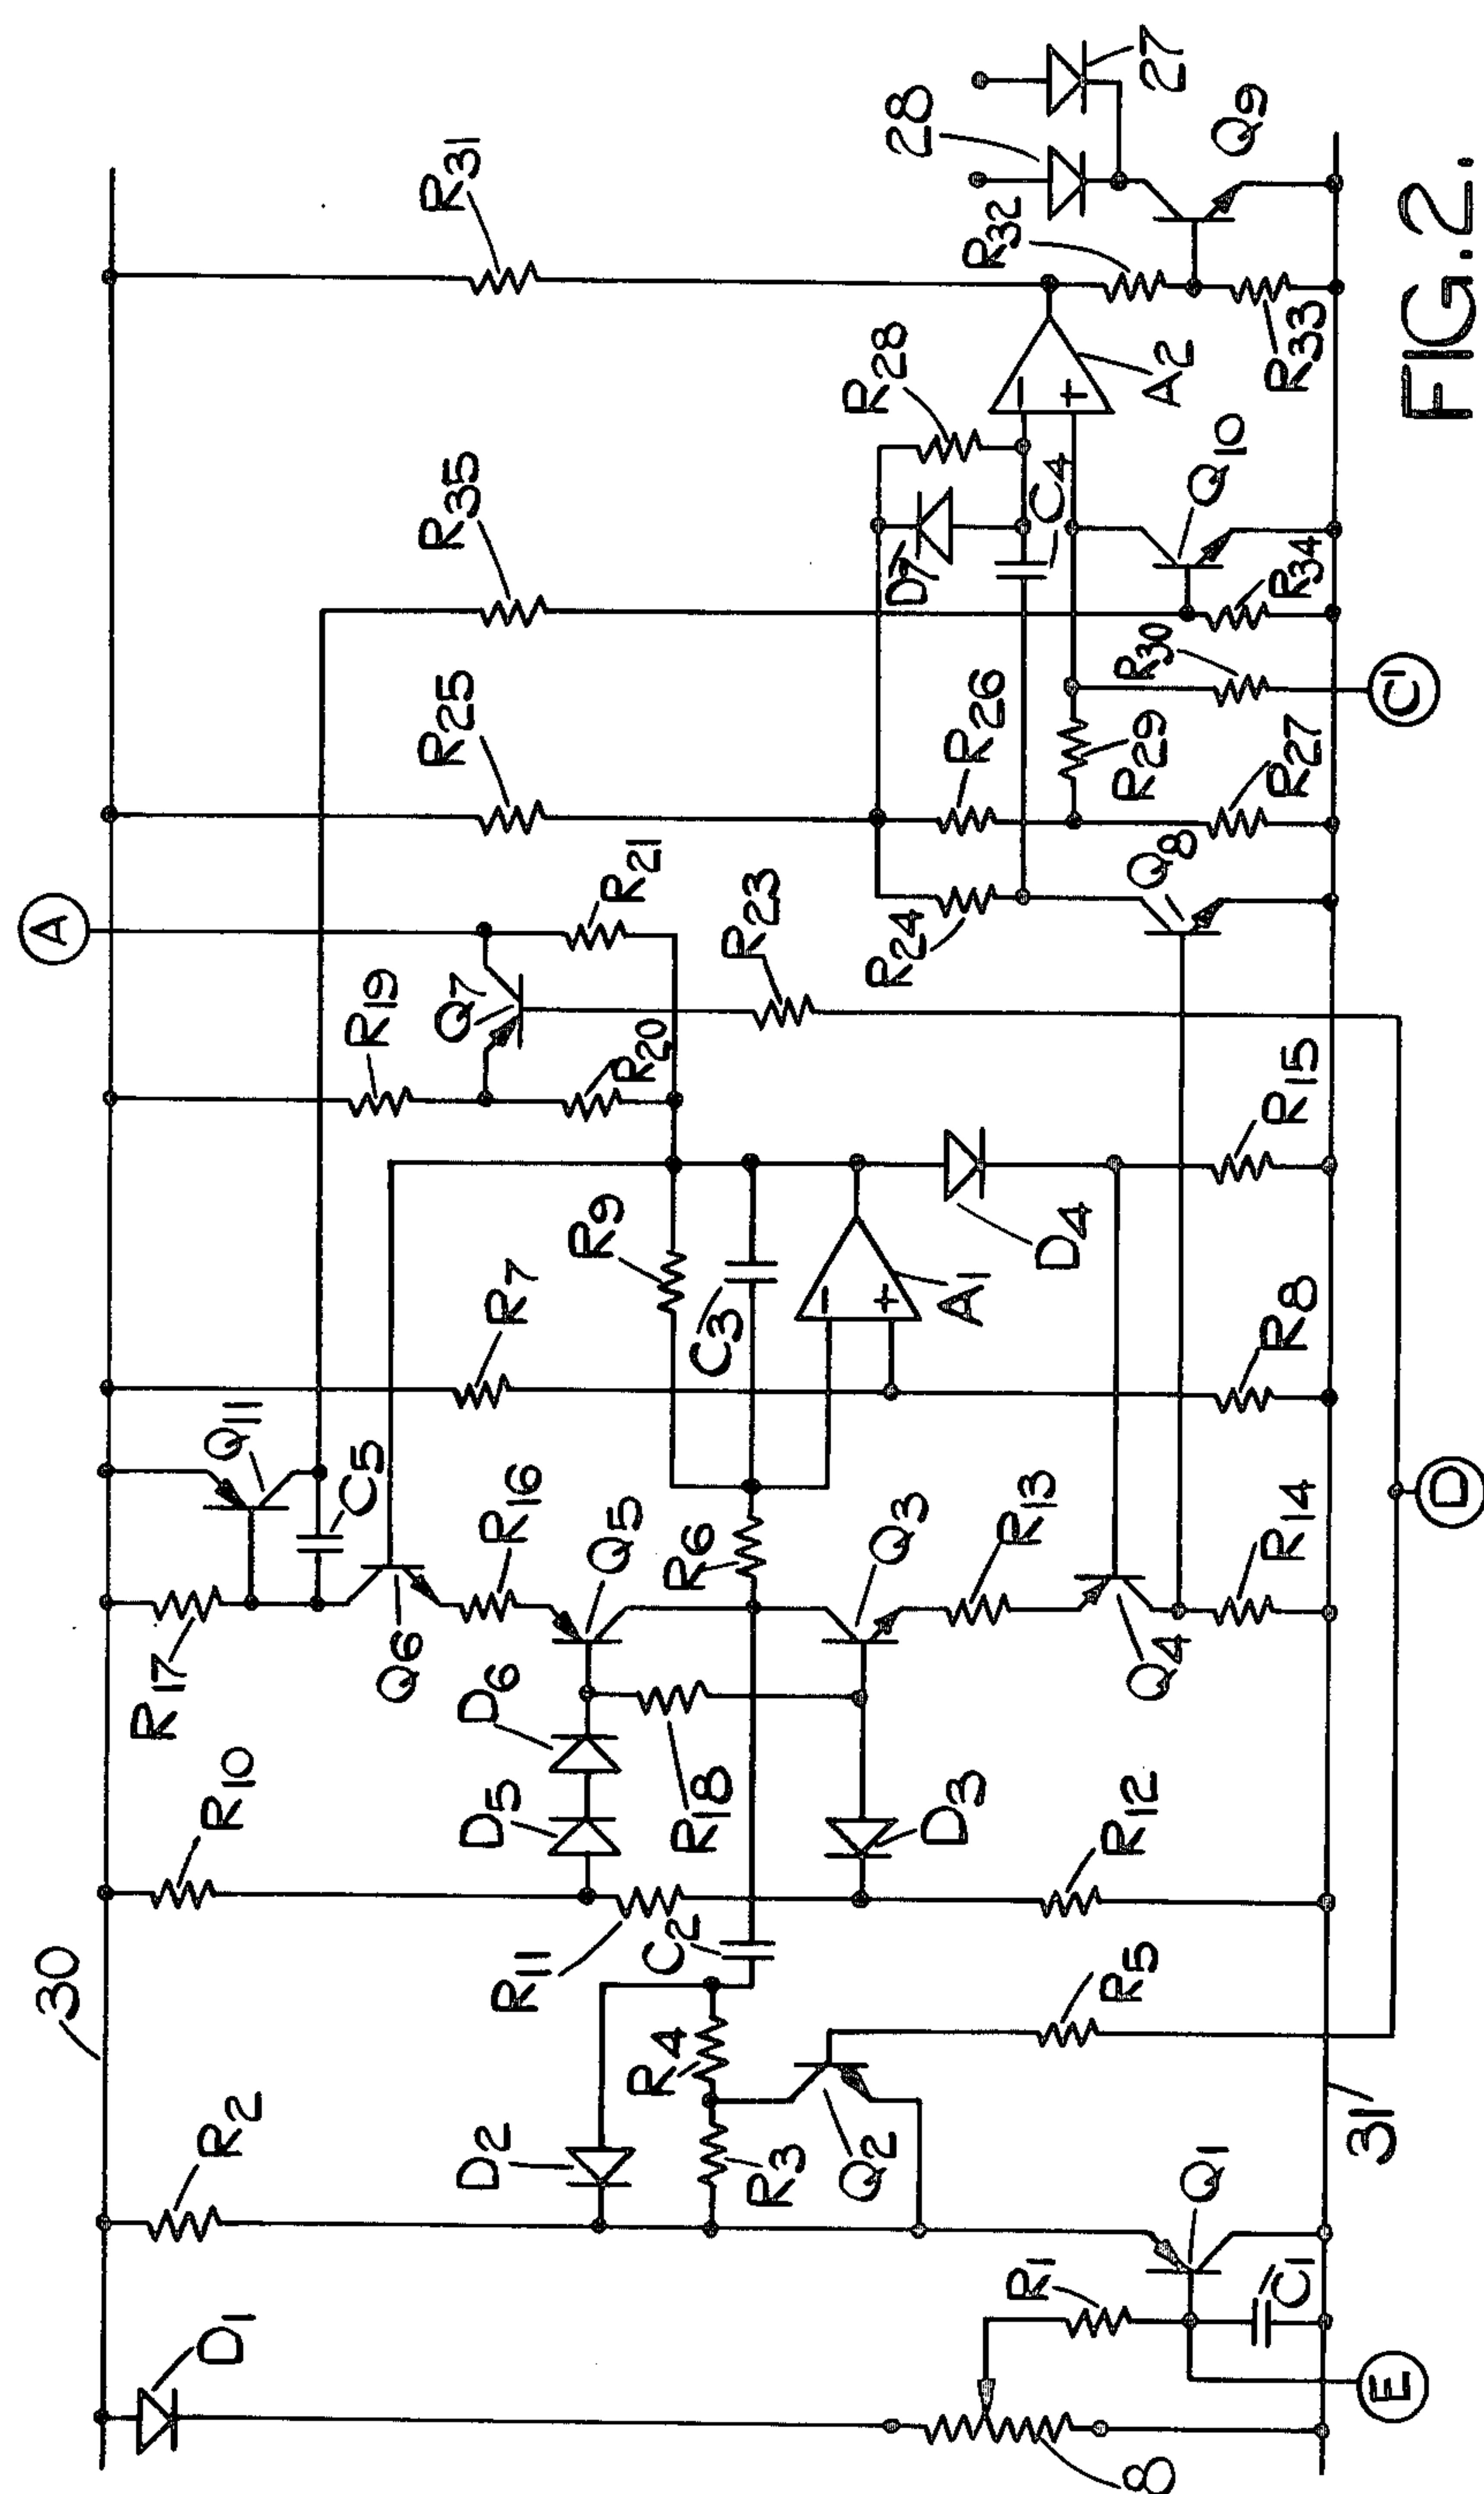 30
31
8
D1
R1
C1
E
Q1
R2
D2
R3
R4
Q2
R5
C2
R10
R11
R12
D5
D6
D3
R18
R17
Q6
R16
Q5
R6
Q3
R13
Q4
R14
Q11
C5
R7
R8
R9
C3
A1
-
+
D4
R15
R19
Q7
R20
R21
A
R23
D
R24
Q8
R25
R26
R27
R29
R30
C'
R35
R34
D7
C4
Q10
R28
A2
-
+
R31
R32
R33
28
27
Q9
FIG.2.